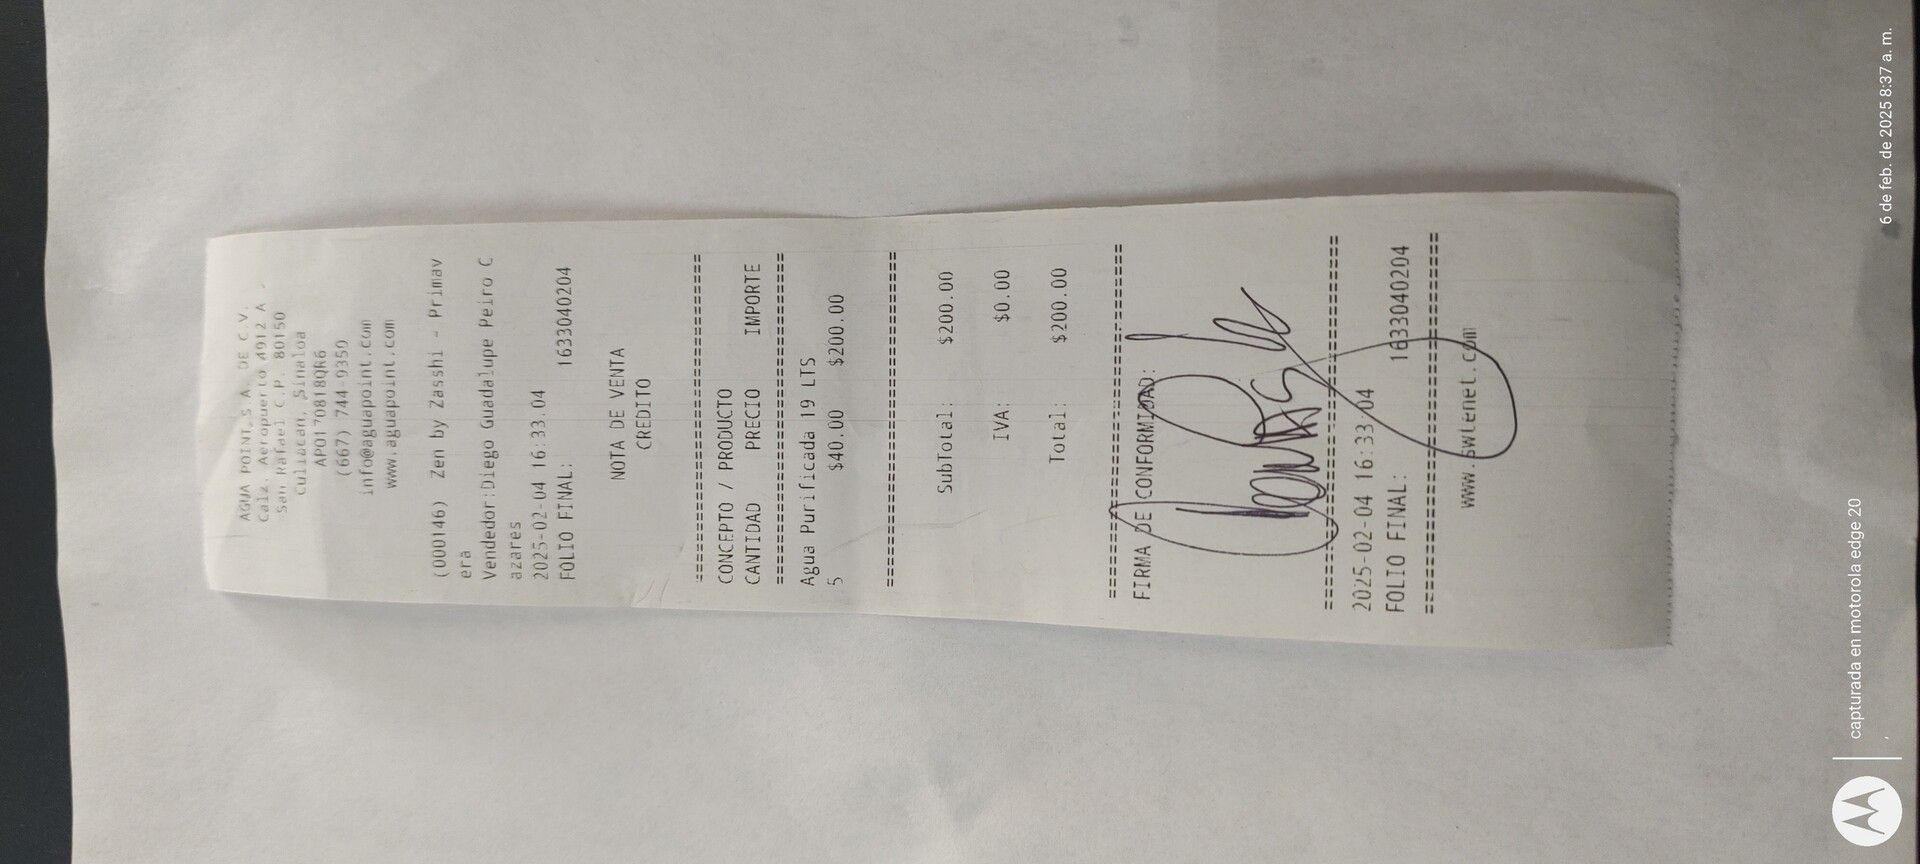 AGUA POINT S.A. DE C.V.
Calz. Aeropuerto 4912 A -
San Rafael C.P. 80150
Culiacan, Sinaloa
APO170818QR6
(667) 744-9350
info@aguapoint.com
www.aguapoint.com
(000146) Zen by Zasshi - Primav
era
Vendedor:Diego Guadalupe Peiro C
azares
2025-02-04 16:33.04
FOLIO FINAL: 1633040204
NOTA DE VENTA
CREDITO
================================
CONCEPTO / PRODUCTO
CANTIDAD PRECIO IMPORTE
================================
Agua Purificada 19 LTS
5 $40.00 $200.00
================================
SubTotal: $200.00
IVA: $0.00
Total: $200.00
================================
FIRMA DE CONFORMIDAD:
================================
2025-02-04 16:33:04
FOLIO FINAL: 1633040204
================================
www.swtenet.com
capturada en motorola edge 20
6 de feb. de 2025 8:37 a. m.